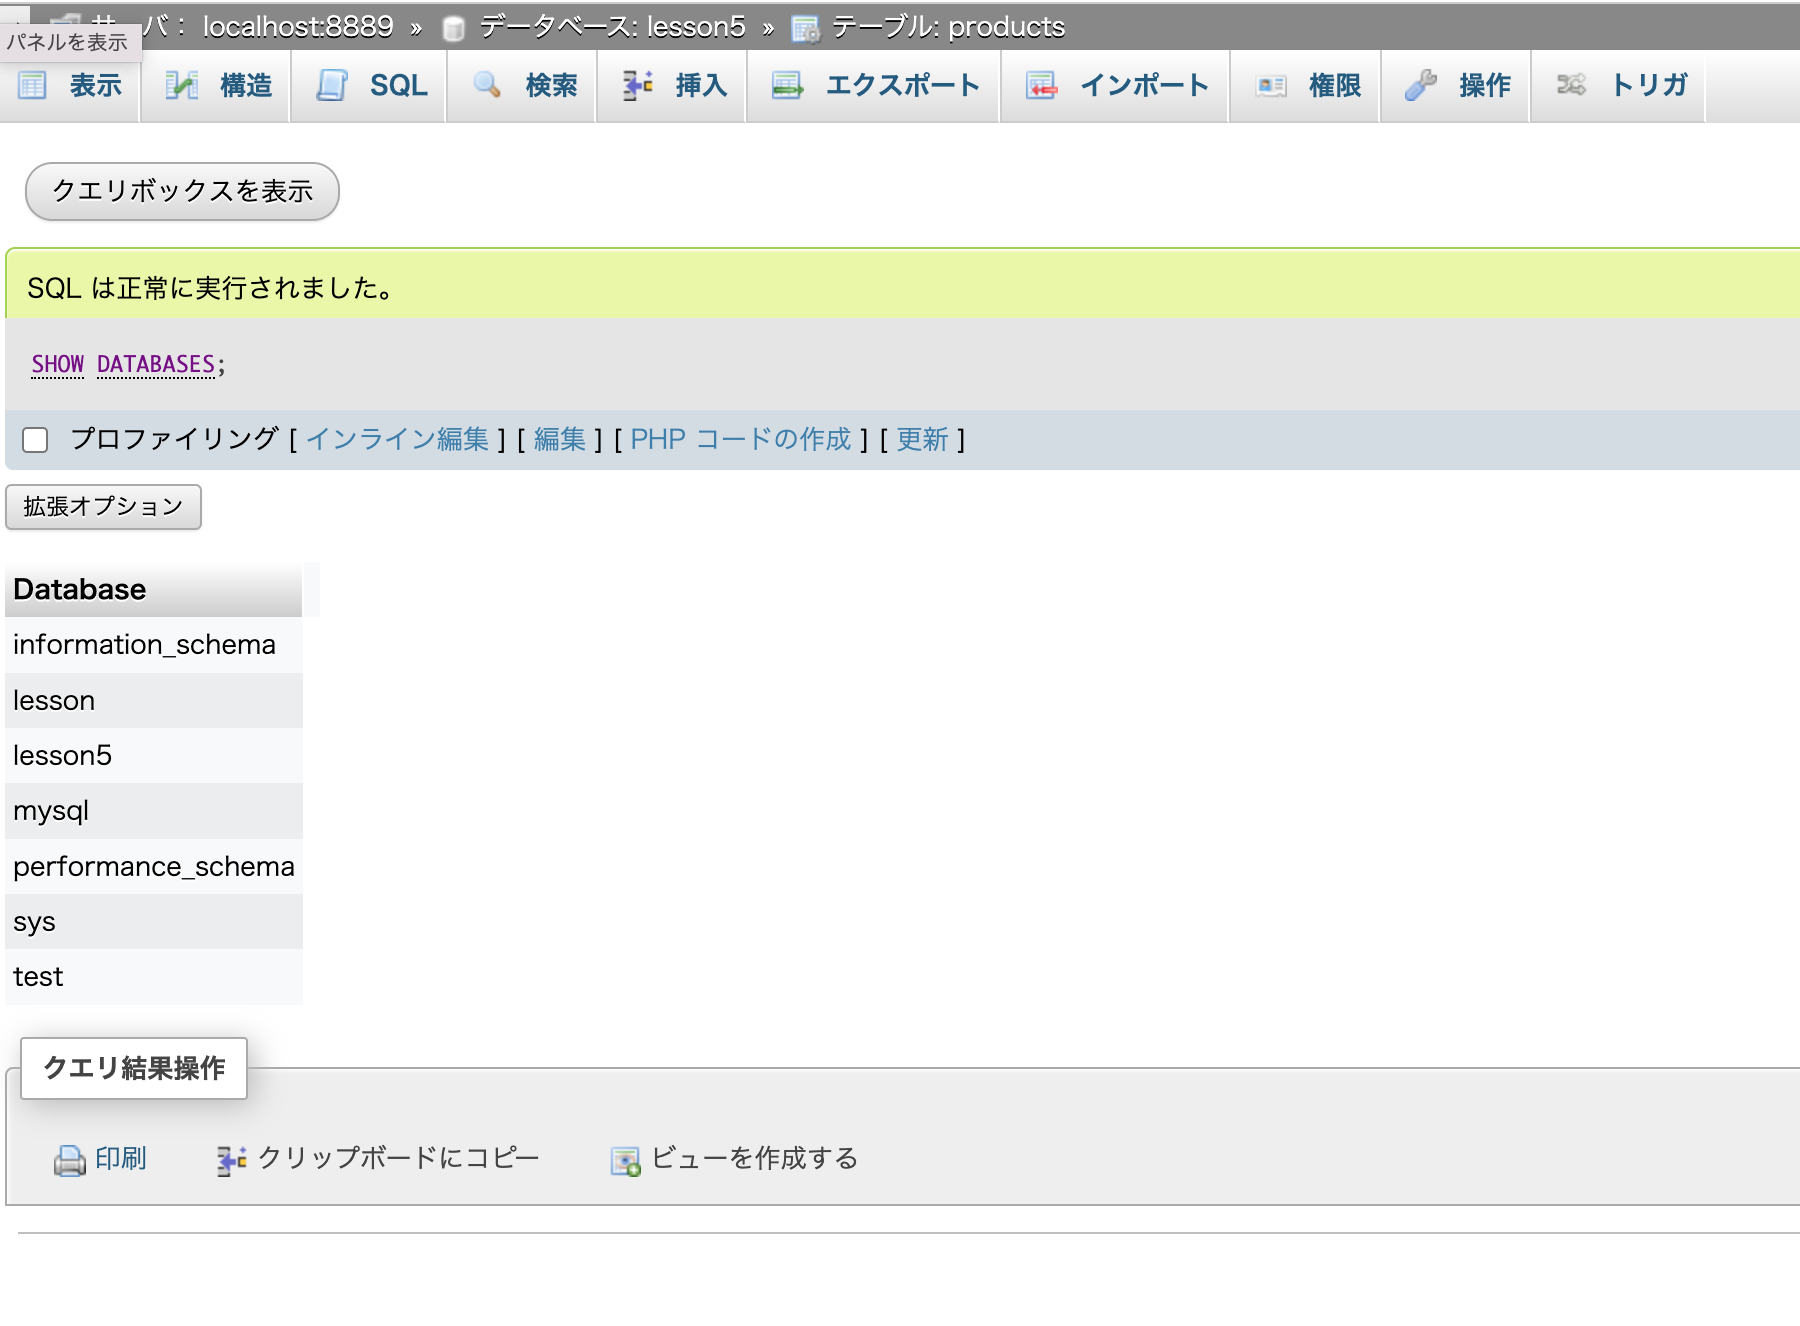 バ： localhost:8889 » データベース: lesson5 » テーブル: products
パネルを表示
表示 構造 SQL 検索 挿入 エクスポート インポート 権限 操作 トリガ
クエリボックスを表示
SQL は正常に実行されました。
SHOW DATABASES;
プロファイリング [ インライン編集 ] [ 編集 ] [ PHP コードの作成 ] [ 更新 ]
拡張オプション
Database
information_schema
lesson
lesson5
mysql
performance_schema
sys
test
クエリ結果操作
印刷 クリップボードにコピー ビューを作成する